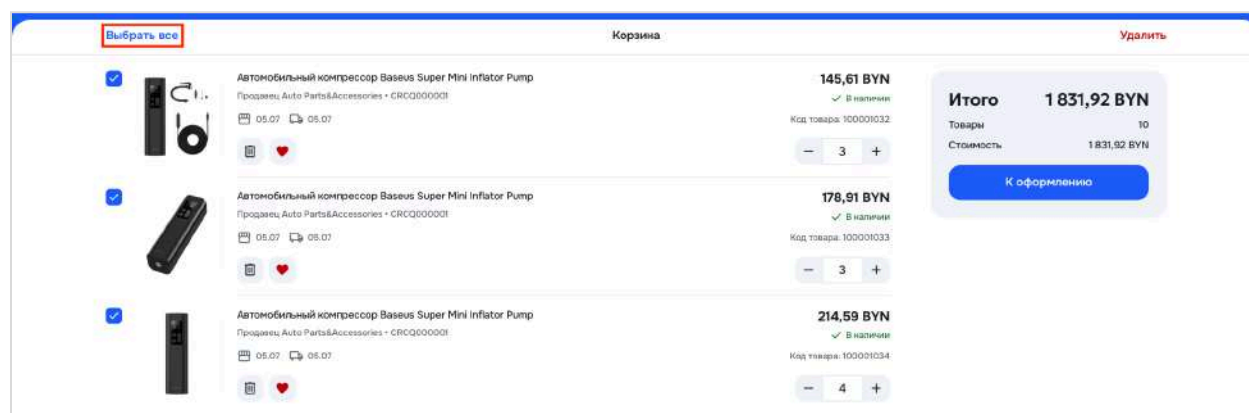 Выбрать все
Корзина
Удалить
Автомобильный компрессор Baseus Super Mini Inflator Pump
145,61 BYN
Продавец Auto Parts&Accessories • CRCQ000001
В наличии
05.07 05.07
Код товара: 100001032
− 3 +
Автомобильный компрессор Baseus Super Mini Inflator Pump
178,91 BYN
Продавец Auto Parts&Accessories • CRCQ000001
В наличии
05.07 05.07
Код товара: 100001033
− 3 +
Автомобильный компрессор Baseus Super Mini Inflator Pump
214,59 BYN
Продавец Auto Parts&Accessories • CRCQ000001
В наличии
05.07 05.07
Код товара: 100001034
− 4 +
Итого 1 831,92 BYN
Товары 10
Стоимость 1 831,92 BYN
К оформлению